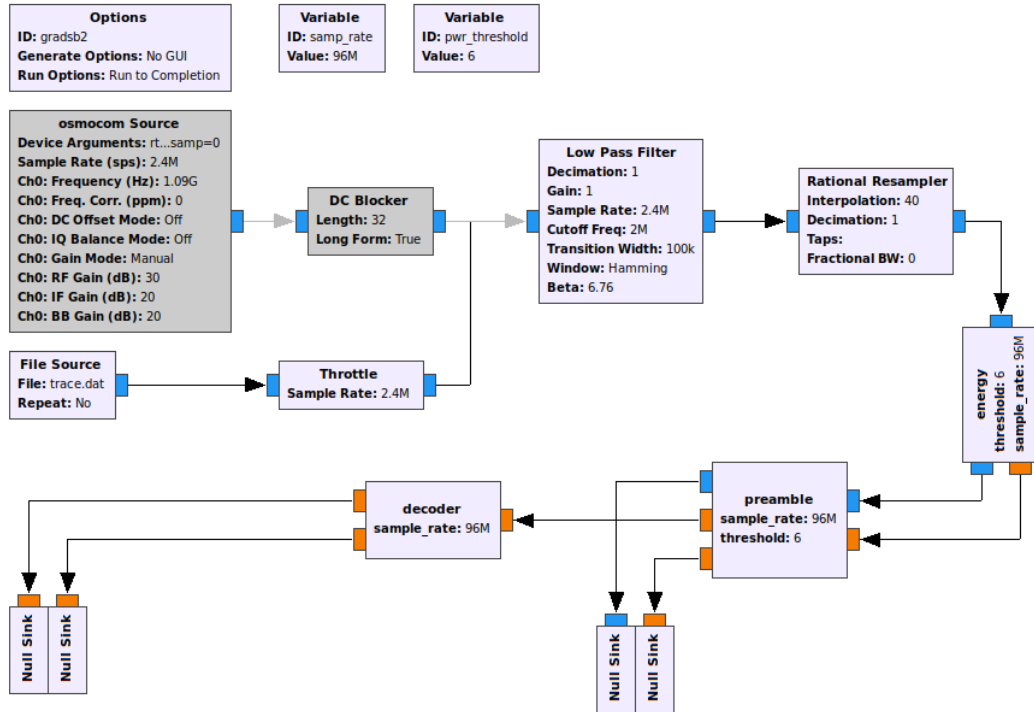 Options
ID: gradsb2
Generate Options: No GUI
Run Options: Run to Completion
Variable
ID: samp_rate
Value: 96M
Variable
ID: pwr_threshold
Value: 6
osmocom Source
Device Arguments: rt...samp=0
Sample Rate (sps): 2.4M
Ch0: Frequency (Hz): 1.09G
Ch0: Freq. Corr. (ppm): 0
Ch0: DC Offset Mode: Off
Ch0: IQ Balance Mode: Off
Ch0: Gain Mode: Manual
Ch0: RF Gain (dB): 30
Ch0: IF Gain (dB): 20
Ch0: BB Gain (dB): 20
DC Blocker
Length: 32
Long Form: True
Low Pass Filter
Decimation: 1
Gain: 1
Sample Rate: 2.4M
Cutoff Freq: 2M
Transition Width: 100k
Window: Hamming
Beta: 6.76
Rational Resampler
Interpolation: 40
Decimation: 1
Taps:
Fractional BW: 0
File Source
File: trace.dat
Repeat: No
Throttle
Sample Rate: 2.4M
energy
threshold: 6
sample_rate: 96M
preamble
sample_rate: 96M
threshold: 6
decoder
sample_rate: 96M
Null Sink
Null Sink
Null Sink
Null Sink